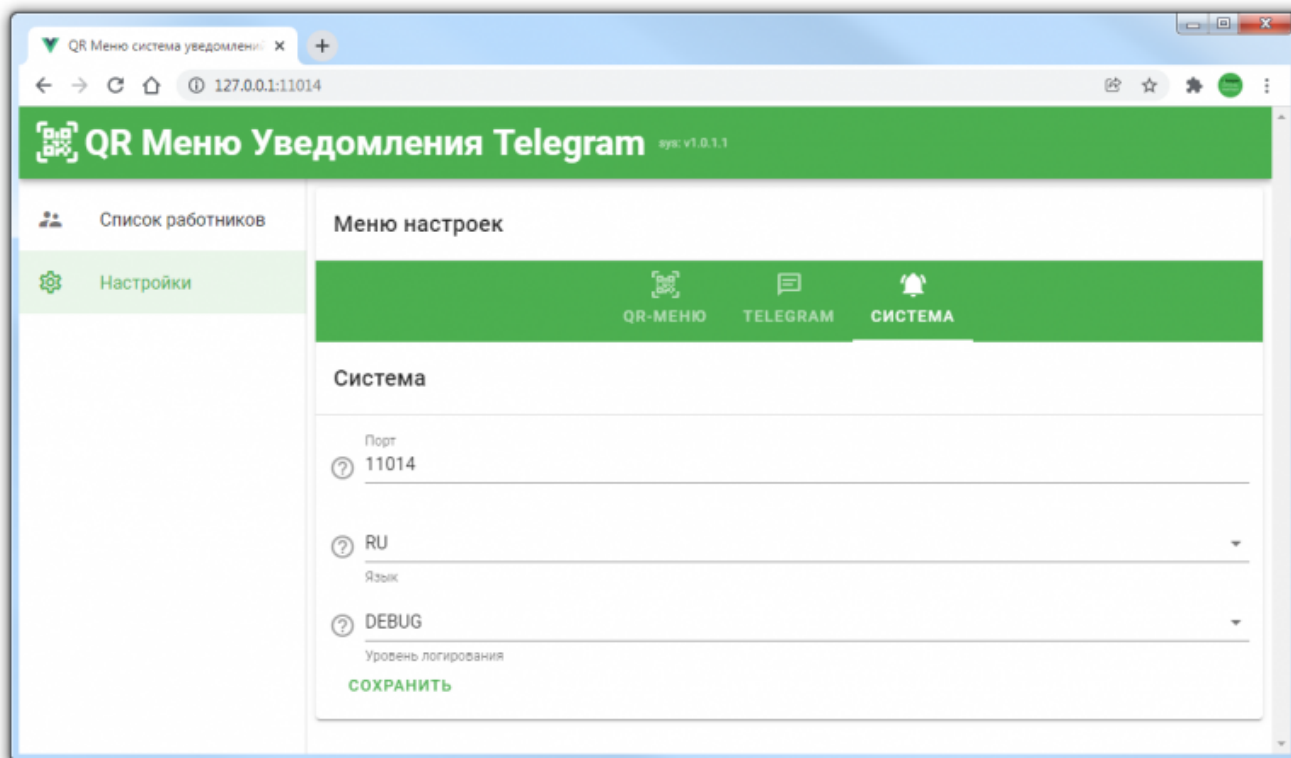 QR Меню система уведомлений
127.0.0.1:11014
QR Меню Уведомления Telegram sys: v1.0.1.1
Список работников
Настройки
Меню настроек
QR-МЕНЮ TELEGRAM СИСТЕМА
Система
Порт
11014
RU
Язык
DEBUG
Уровень логирования
СОХРАНИТЬ